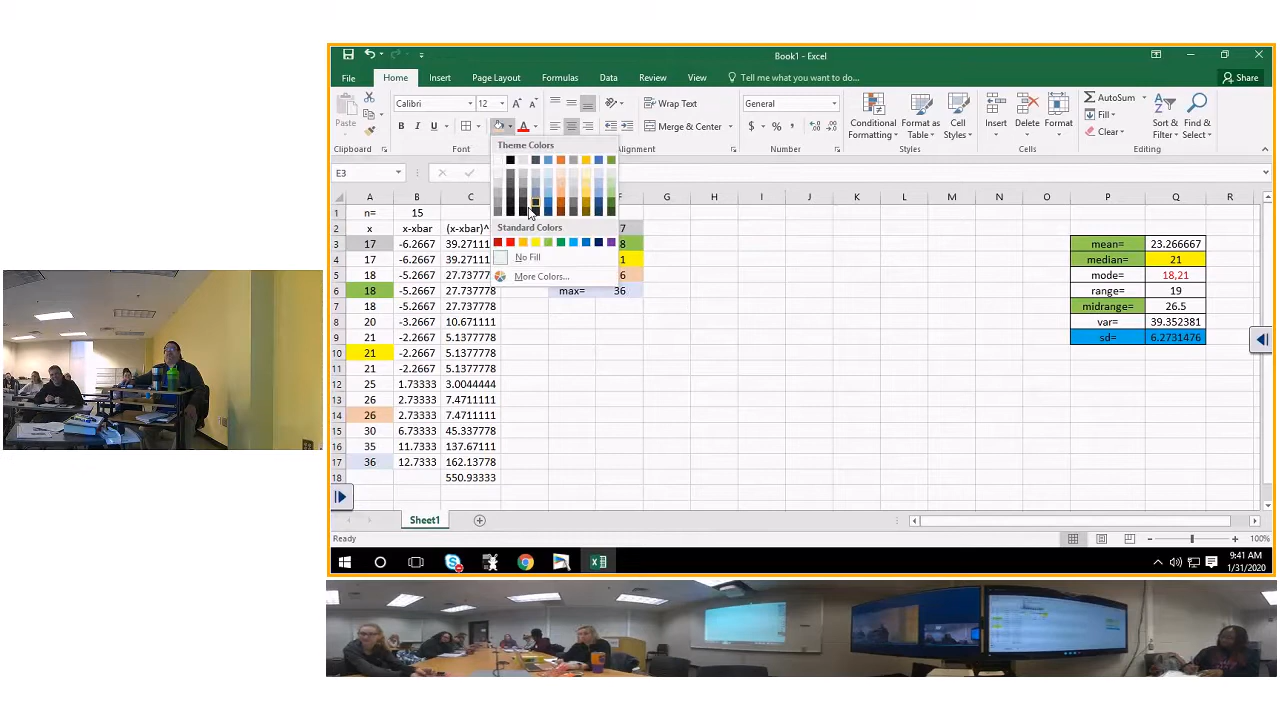 Book1 - Excel
File Home Insert Page Layout Formulas Data Review View Tell me what you want to do... Share
Calibri 12 Wrap Text General AutoSum
Paste Conditional Format as Cell Insert Delete Format Fill Sort & Find &
B I U Merge & Center $ % , Formatting Table Styles Clear Filter Select
Clipboard Font Alignment Number Styles Cells Editing
E3
Theme Colors
Standard Colors
No Fill
More Colors...
A B C F G H I J K L M N O P Q R
1 n= 15
2 x x-xbar (x-xbar)^ 7
3 17 -6.2667 39.27111 8 mean= 23.266667
4 17 -6.2667 39.27111 1 median= 21
5 18 -5.2667 27.73777 6 mode= 18,21
6 18 -5.2667 27.737778 max= 36 range= 19
7 18 -5.2667 27.737778 midrange= 26.5
8 20 -3.2667 10.671111 var= 39.352381
9 21 -2.2667 5.1377778 sd= 6.2731476
10 21 -2.2667 5.1377778
11 21 -2.2667 5.1377778
12 25 1.73333 3.0044444
13 26 2.73333 7.4711111
14 26 2.73333 7.4711111
15 30 6.73333 45.337778
16 35 11.7333 137.67111
17 36 12.7333 162.13778
18 550.93333
Sheet1
Ready 100%
9:41 AM
1/31/2020